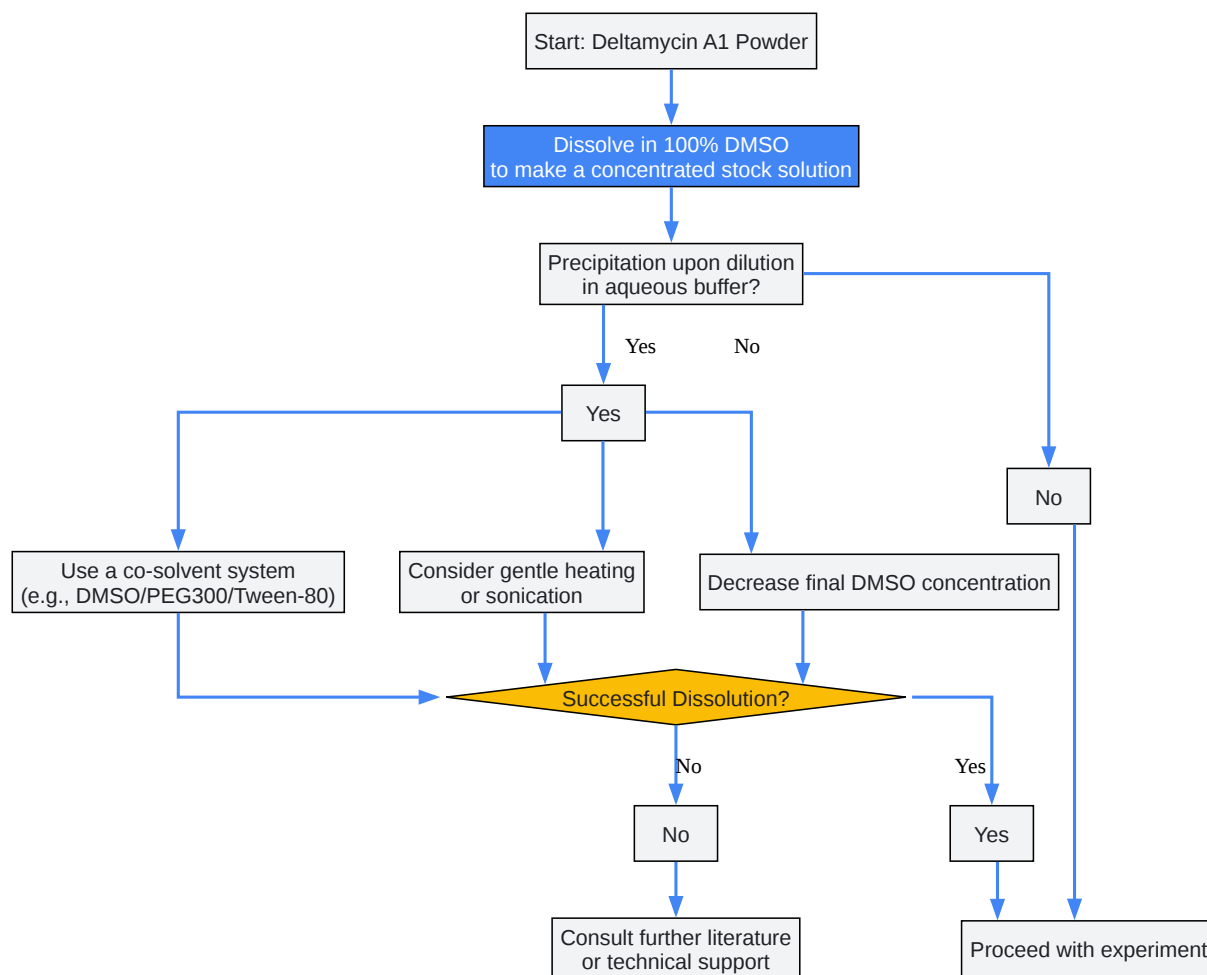 Start: Deltamycin A1 Powder
Dissolve in 100% DMSO
to make a concentrated stock solution
Precipitation upon dilution
in aqueous buffer?
Yes
No
Yes
No
Use a co-solvent system
(e.g., DMSO/PEG300/Tween-80)
Consider gentle heating
or sonication
Decrease final DMSO concentration
Successful Dissolution?
No
Yes
No
Yes
Consult further literature
or technical support
Proceed with experiment